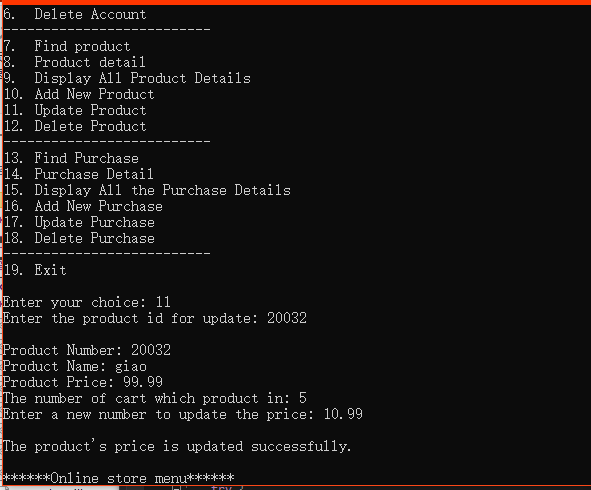 6.  Delete Account
--------------------------
7.  Find product
8.  Product detail
9.  Display All Product Details
10. Add New Product
11. Update Product
12. Delete Product
--------------------------
13. Find Purchase
14. Purchase Detail
15. Display All the Purchase Details
16. Add New Purchase
17. Update Purchase
18. Delete Purchase
--------------------------
19. Exit
Enter your choice: 11
Enter the product id for update: 20032
Product Number: 20032
Product Name: giao
Product Price: 99.99
The number of cart which product in: 5
Enter a new number to update the price: 10.99
The product's price is updated successfully.
******Online store menu******
try {